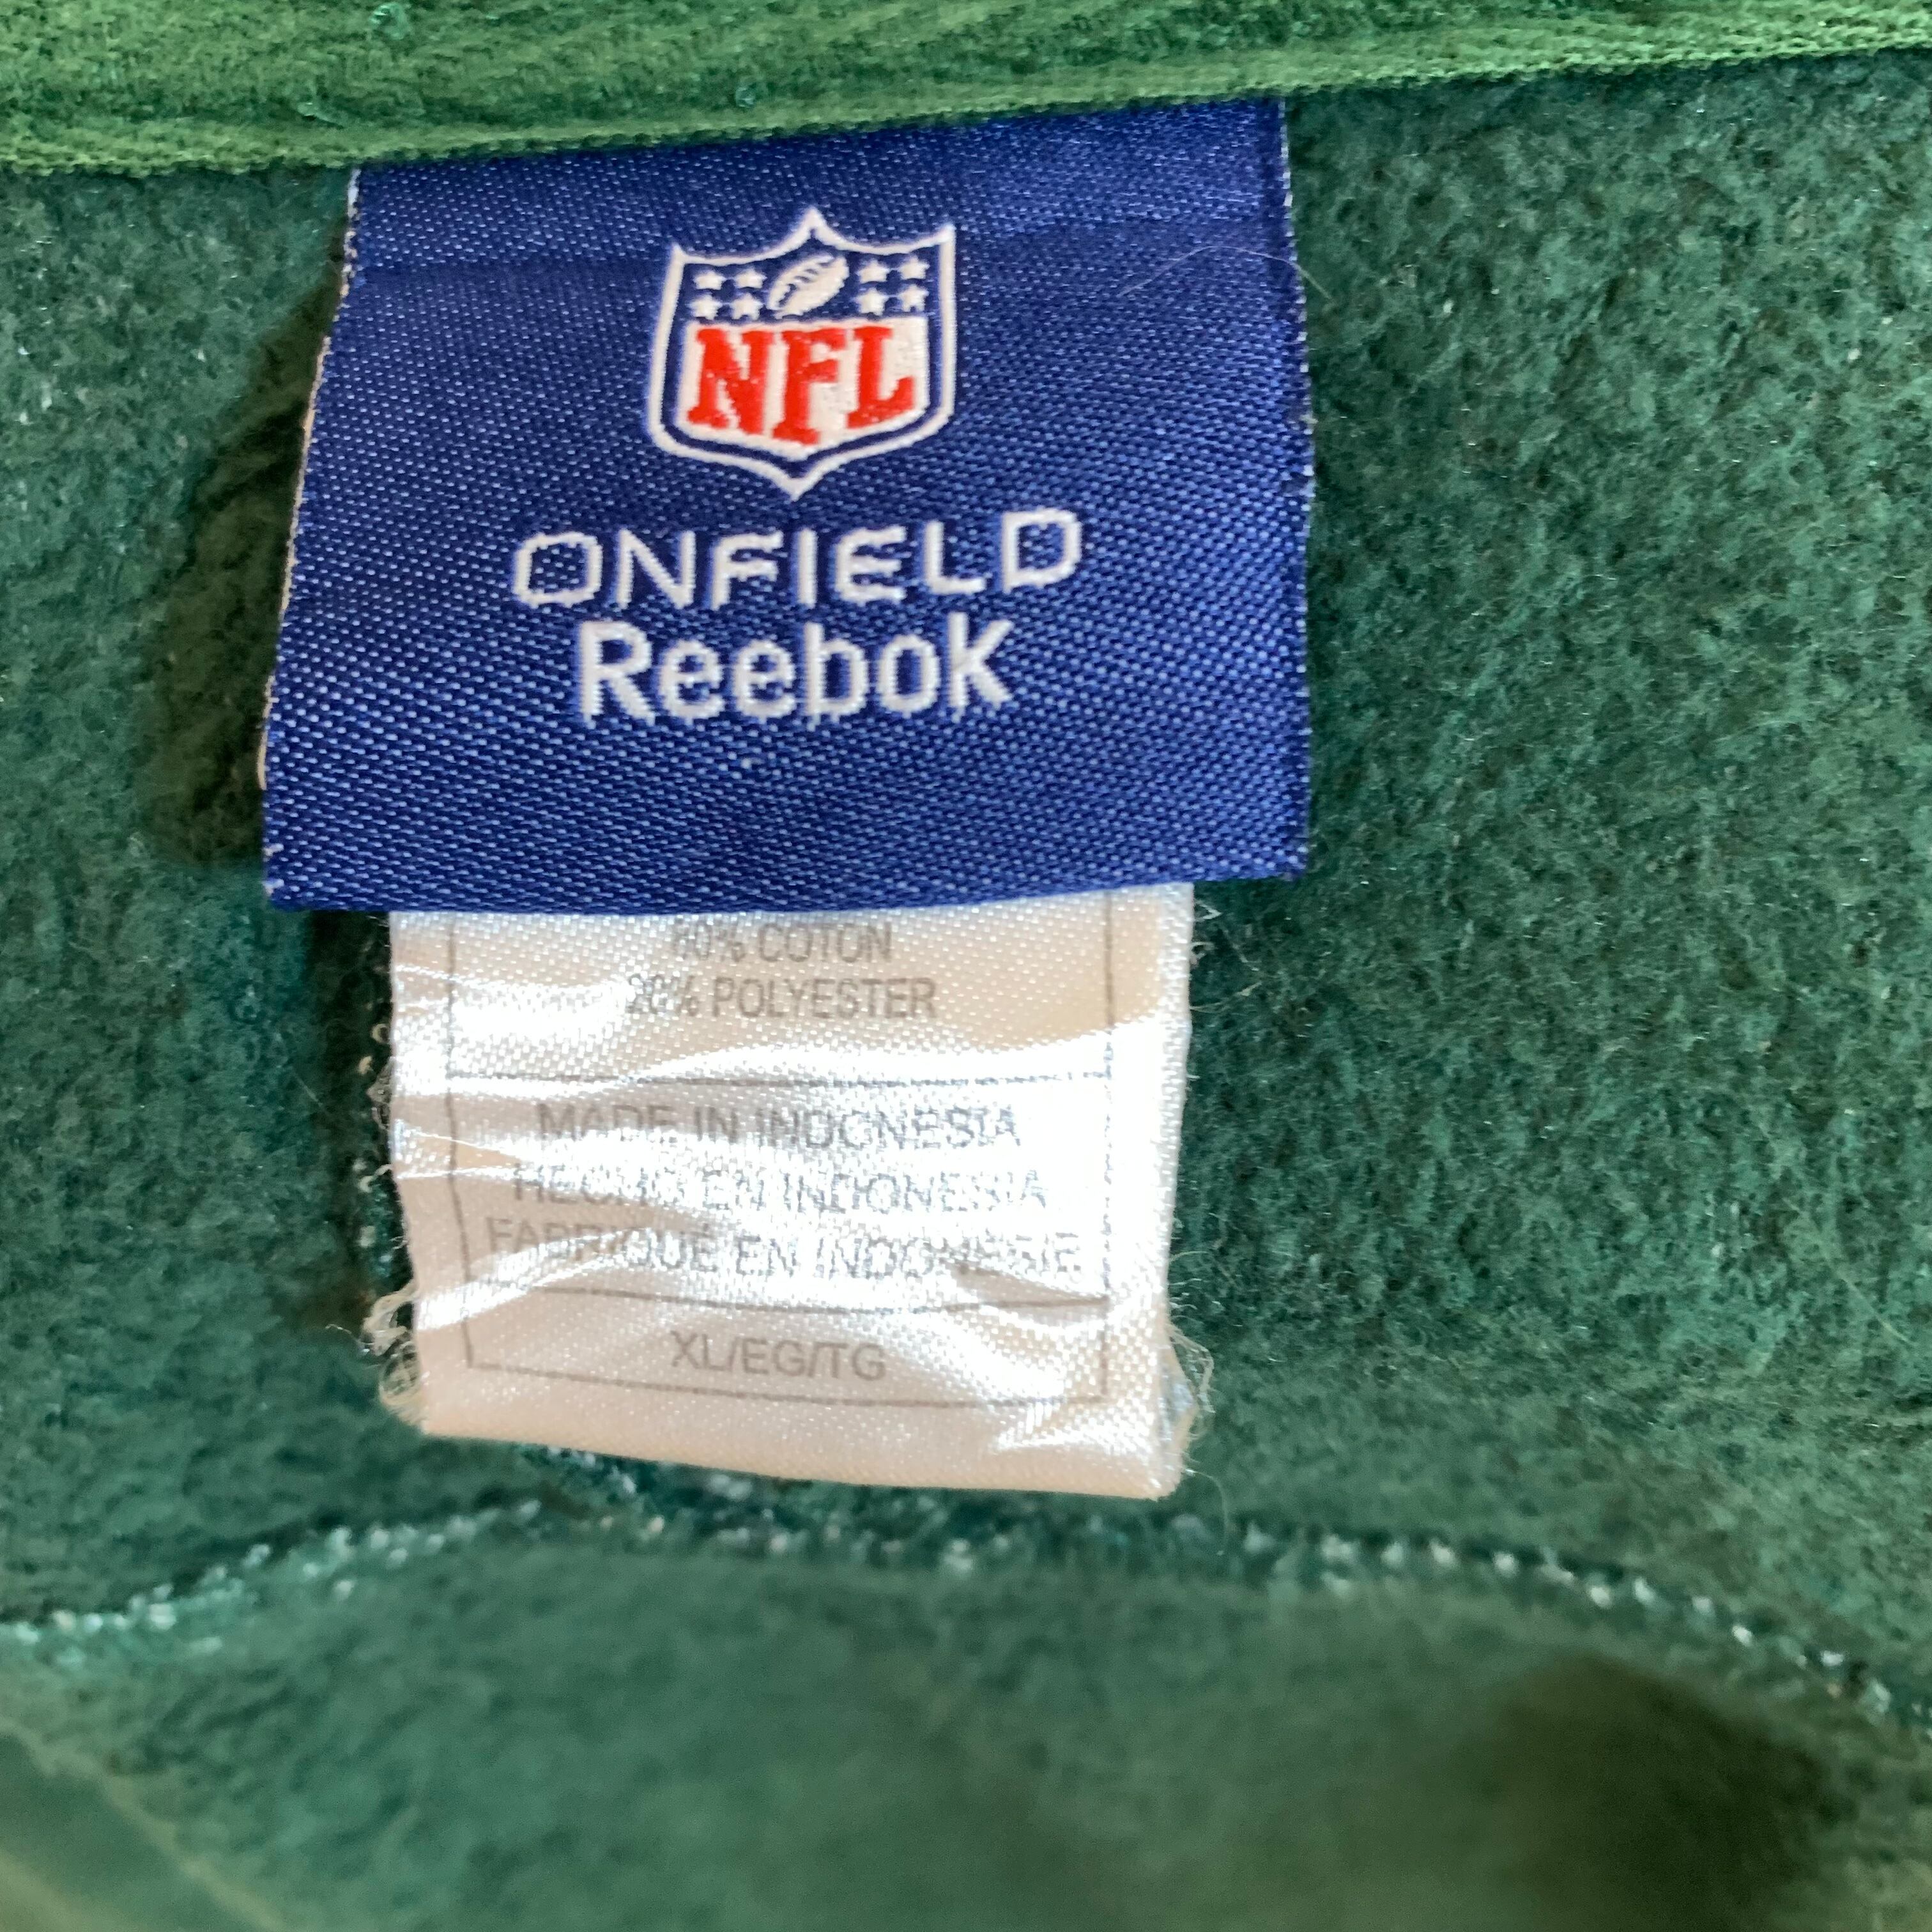 NFL
ONFIELD
Reebok
80% COTON
20% POLYESTER
MADE IN INDONESIA
HECHO EN INDONESIA
FABRIQUÉ EN INDONESIE
XL/EG/TG